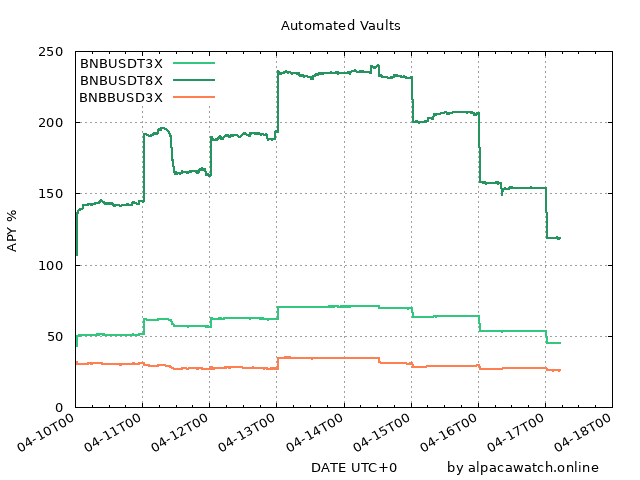 Automated Vaults
250
200
150
100
50
0
APY %
BNBUSDT3X
BNBUSDT8X
BNBBUSD3X
04-10T00
04-11T00
04-12T00
04-13T00
04-14T00
04-15T00
04-16T00
04-17T00
04-18T00
DATE UTC+0
by alpacawatch.online